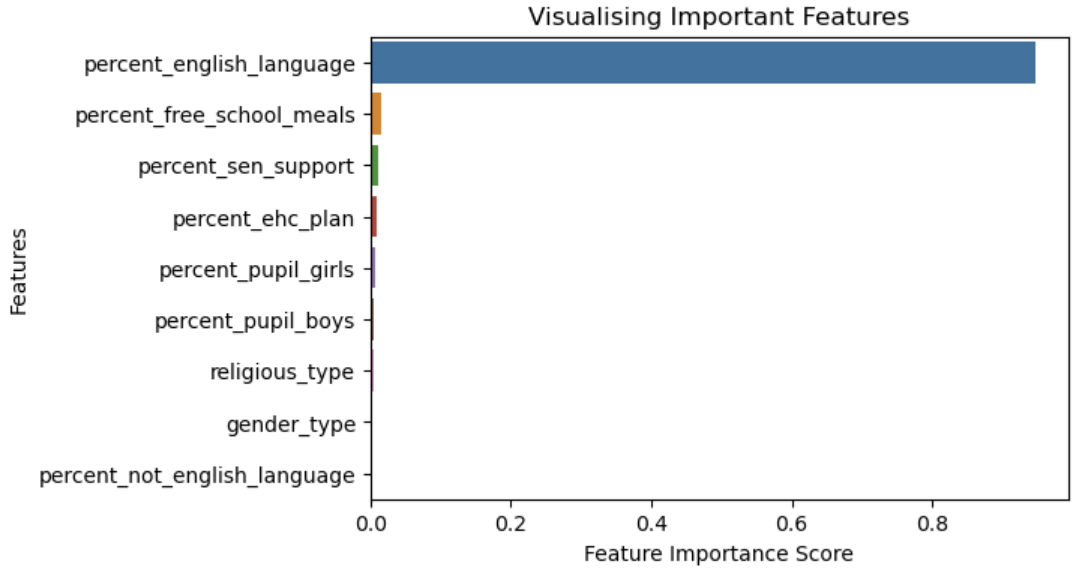 Visualising Important Features
Features
percent_english_language
percent_free_school_meals
percent_sen_support
percent_ehc_plan
percent_pupil_girls
percent_pupil_boys
religious_type
gender_type
percent_not_english_language
0.0 0.2 0.4 0.6 0.8
Feature Importance Score